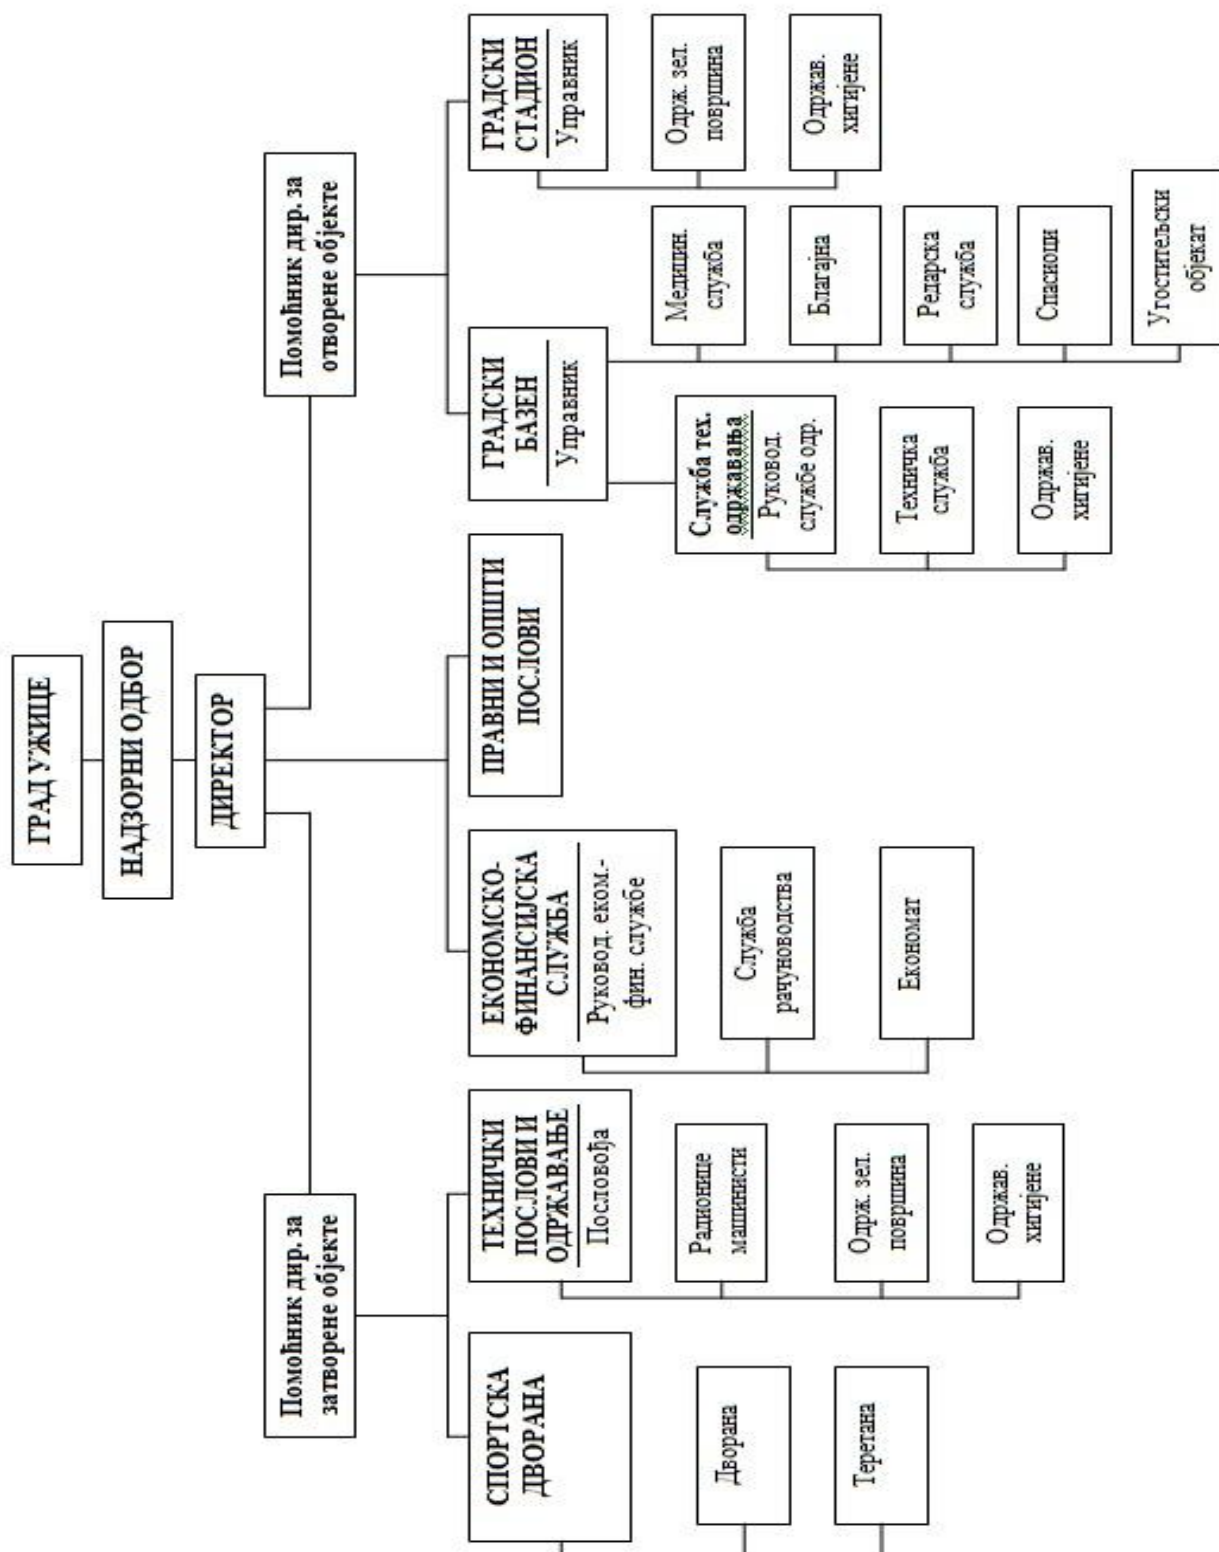 ГРАД УЖИЦЕ
НАДЗОРНИ ОДБОР
ДИРЕКТОР
Помоћник дир. за
затворене објекте
Помоћник дир. за
отворене објекте
СПОРТСКА
ДВОРАНА
Дворана
Теретана
ТЕХНИЧКИ
ПОСЛОВИ И
ОДРЖАВАЊЕ
Пословођа
Радионице
машинисти
Одрж. зел.
површина
Одржав.
хигијене
ЕКОНОМСКО-
ФИНАНСИЈСКА
СЛУЖБА
Руковод. еком.-
фин. службе
Служба
рачуноводства
Економат
ПРАВНИ И ОПШТИ
ПОСЛОВИ
ГРАДСКИ
БАЗЕН
Управник
Служба тех.
одржавања
Руковод.
службе одр.
Техничка
служба
Одржав.
хигијене
Медицин.
служба
Благајна
Редарска
служба
Спасиоци
Угоститељски
објекат
ГРАДСКИ
СТАДИОН
Управник
Одрж. зел.
површина
Одржав.
хигијене